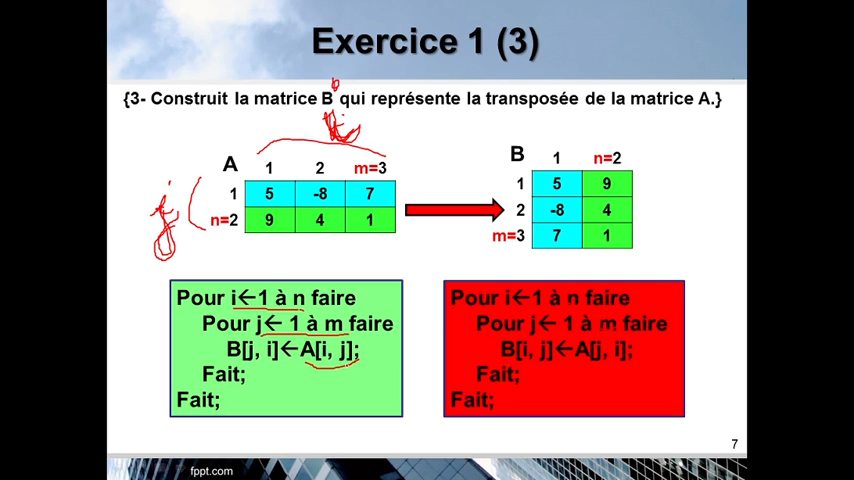 Exercice 1 (3)
{3- Construit la matrice B qui représente la transposée de la matrice A.}
A 1 2 m=3
1 5 -8 7
n=2 9 4 1
B 1 n=2
1 5 9
2 -8 4
m=3 7 1
Pour i←1 à n faire
Pour j← 1 à m faire
B[j, i]←A[i, j];
Fait;
Fait;
Pour i←1 à n faire
Pour j← 1 à m faire
B[i, j]←A[j, i];
Fait;
Fait;
7
fppt.com